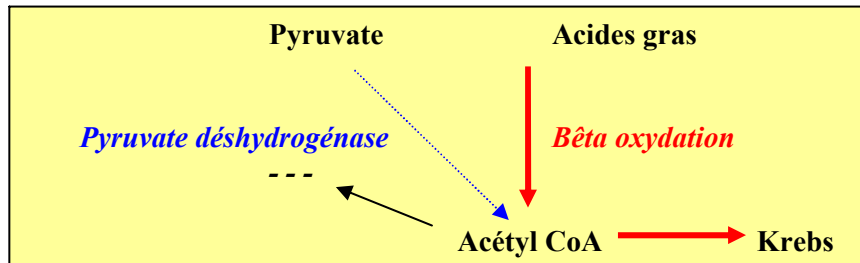 Pyruvate Acides gras
Pyruvate déshydrogénase Bêta oxydation
- - -
Acétyl CoA Krebs